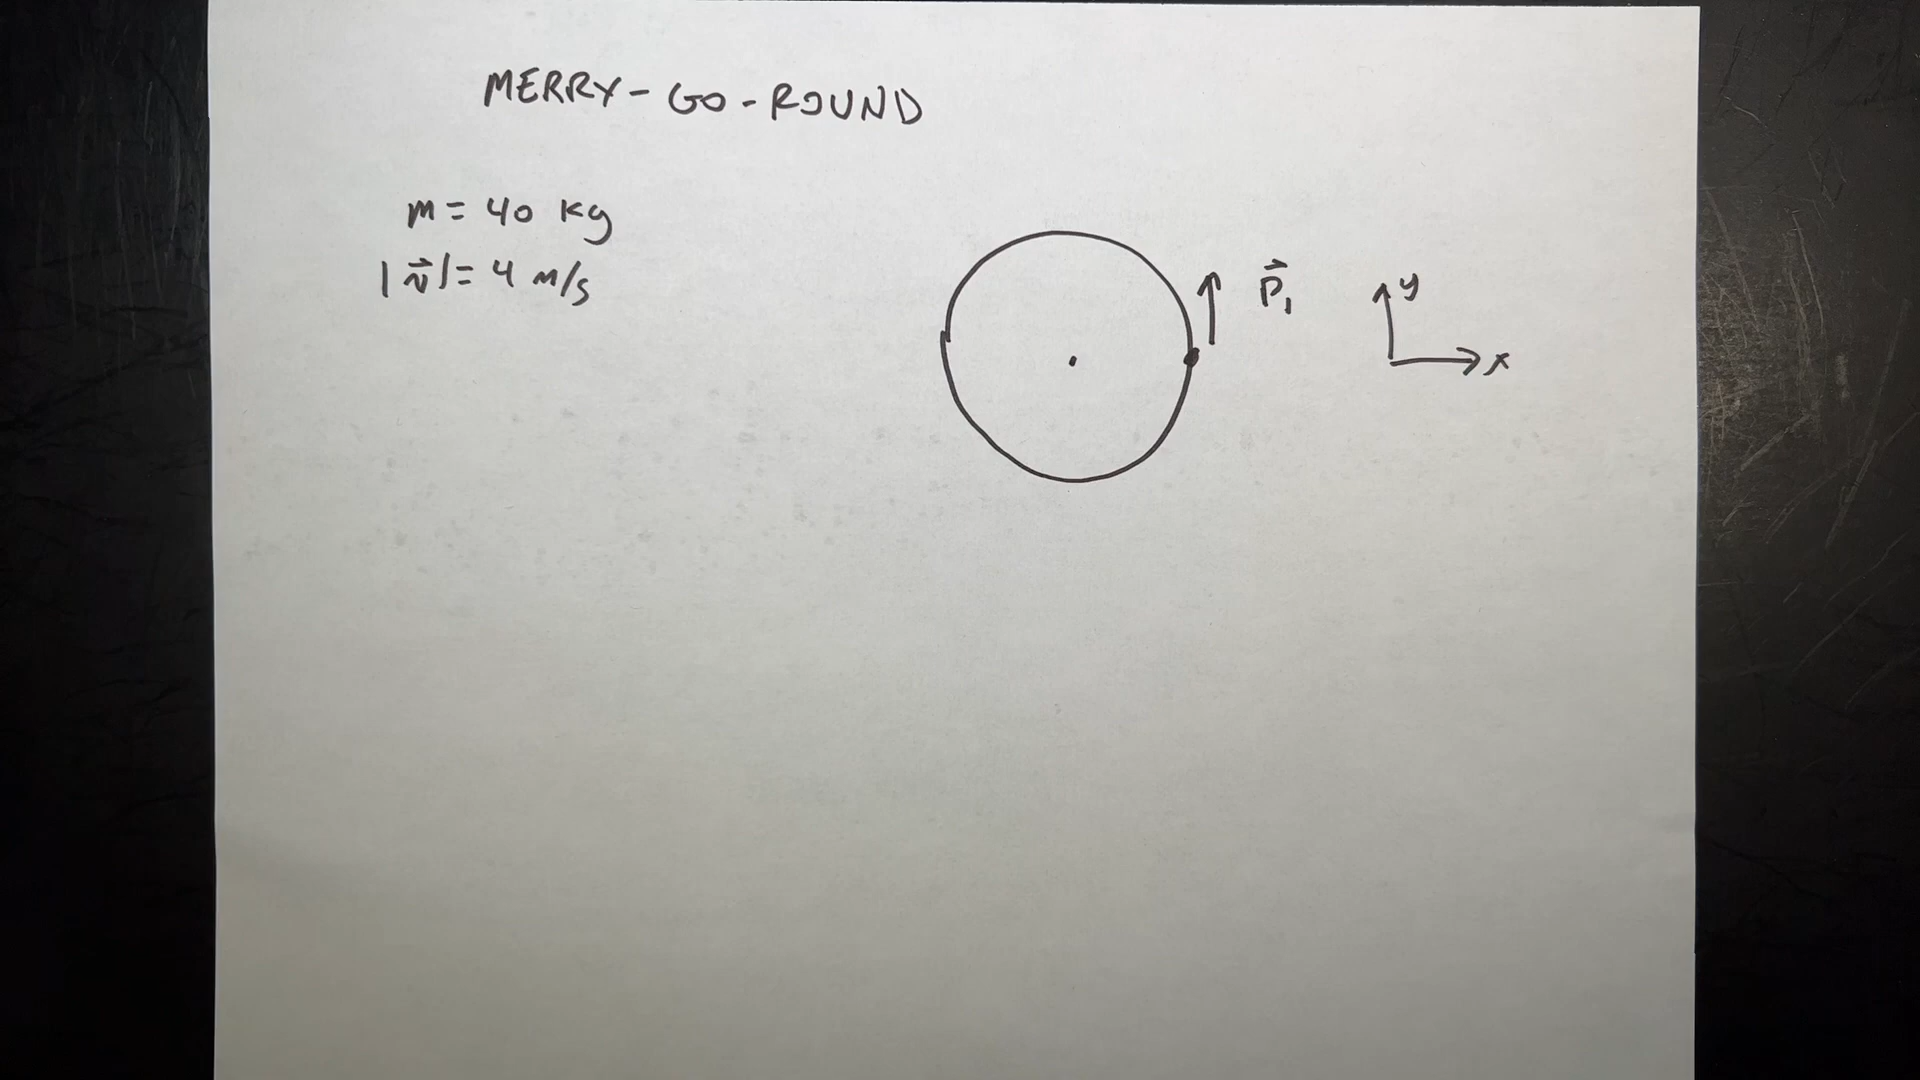 MERRY-GO-ROUND
m = 40 kg
|v⃗| = 4 m/s
p⃗₁
y
x